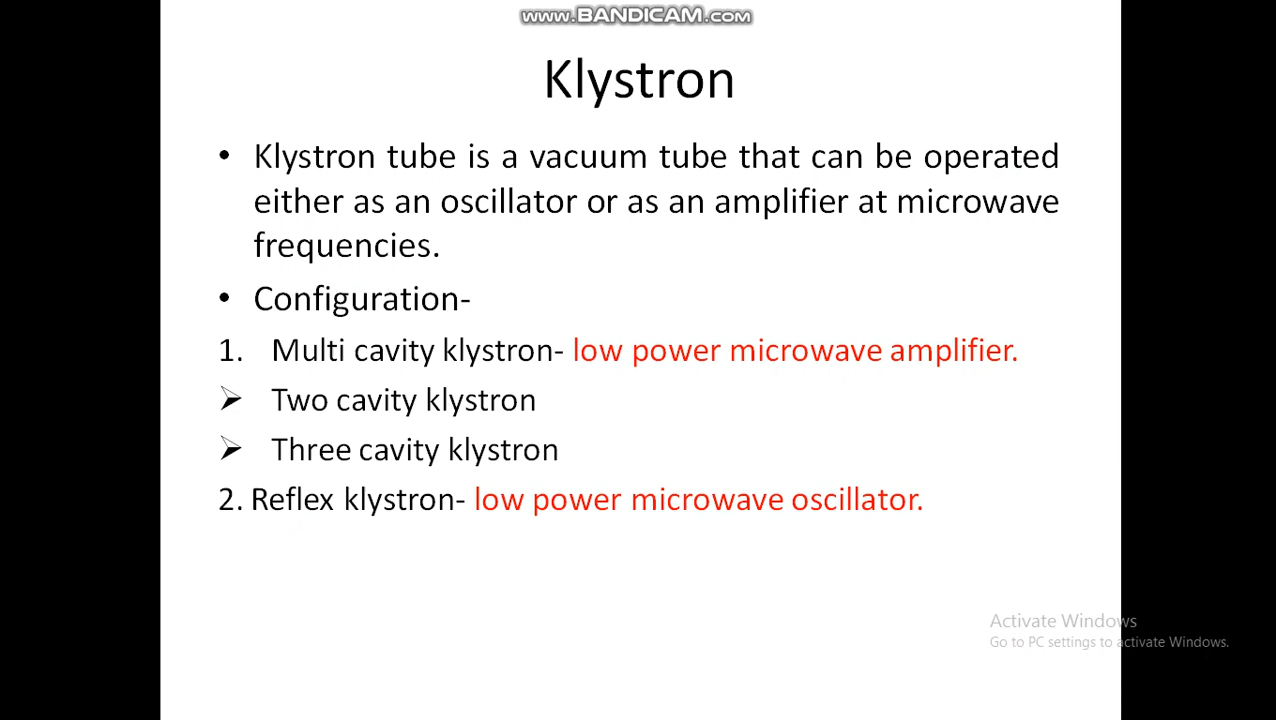 www.BANDICAM.com
Klystron
• Klystron tube is a vacuum tube that can be operated
either as an oscillator or as an amplifier at microwave
frequencies.
• Configuration-
1. Multi cavity klystron- low power microwave amplifier.
➢ Two cavity klystron
➢ Three cavity klystron
2. Reflex klystron- low power microwave oscillator.
Activate Windows
Go to PC settings to activate Windows.